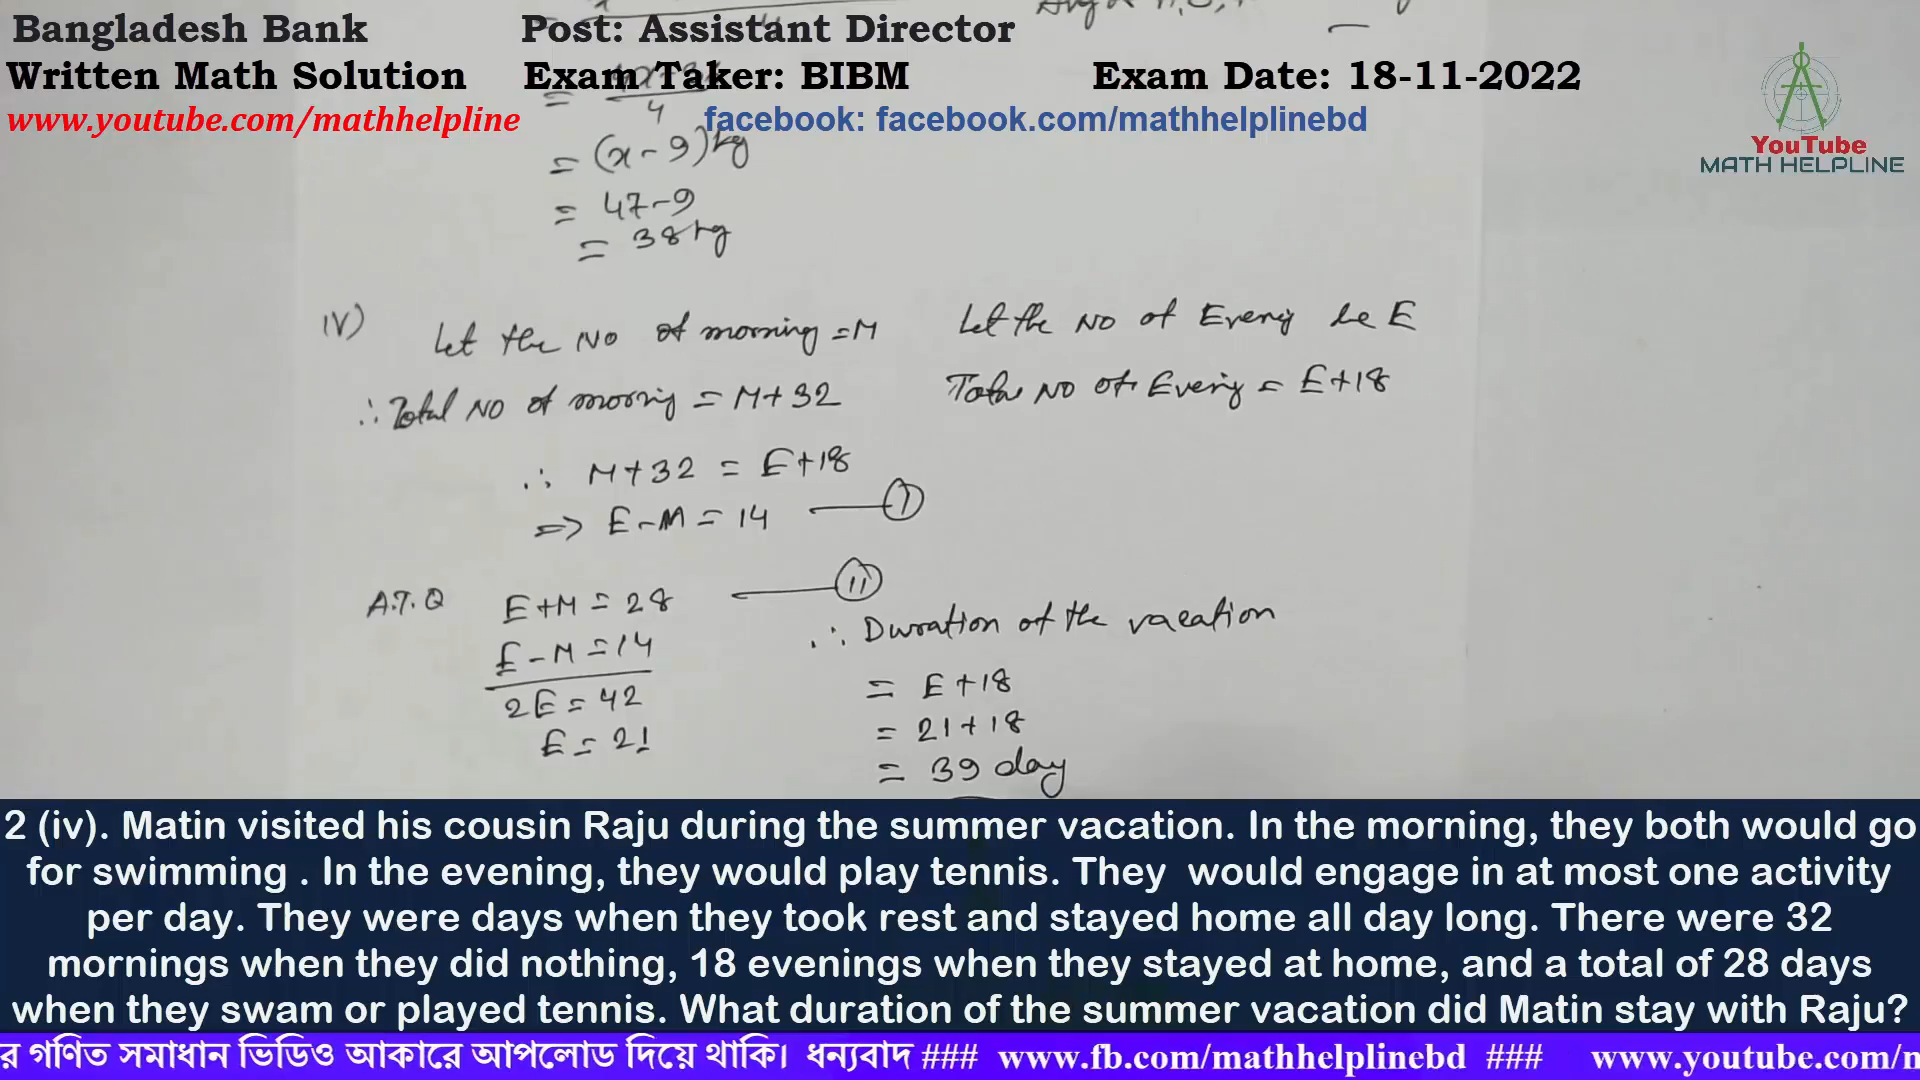 Bangladesh Bank Post: Assistant Director
Written Math Solution Exam Taker: BIBM Exam Date: 18-11-2022
www.youtube.com/mathhelpline facebook: facebook.com/mathhelplinebd
YouTube
MATH HELPLINE
4
= (x-9) kg
= 47-9
= 38 kg
iv) Let the No of morning = M Let the No of Evenig be E
∴ Total No of mornig = M+32 Total No of Evenig = E+18
∴ M+32 = E+18
=> E-M = 14 (i)
A.T.Q E+M = 28 (ii)
E-M = 14
2E = 42
E = 21
∴ Duration of the vacation
= E+18
= 21+18
= 39 day
2 (iv). Matin visited his cousin Raju during the summer vacation. In the morning, they both would go
for swimming . In the evening, they would play tennis. They would engage in at most one activity
per day. They were days when they took rest and stayed home all day long. There were 32
mornings when they did nothing, 18 evenings when they stayed at home, and a total of 28 days
when they swam or played tennis. What duration of the summer vacation did Matin stay with Raju?
র গণিত সমাধান ভিডিও আকারে আপলোড দিয়ে থাকি। ধন্যবাদ ### www.fb.com/mathhelplinebd ### www.youtube.com/m